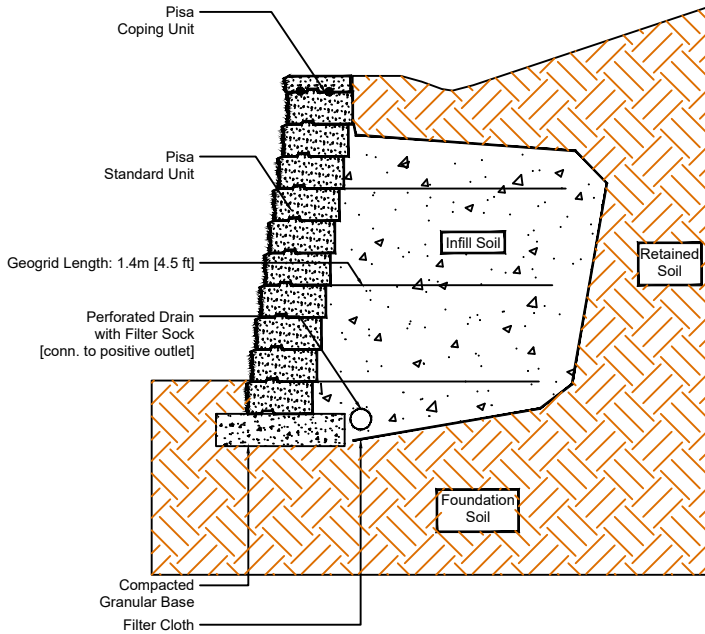 Pisa
Coping Unit
Pisa
Standard Unit
Infill Soil
Retained
Soil
Geogrid Length: 1.4m [4.5 ft]
Perforated Drain
with Filter Sock
[conn. to positive outlet]
Foundation
Soil
Compacted
Granular Base
Filter Cloth